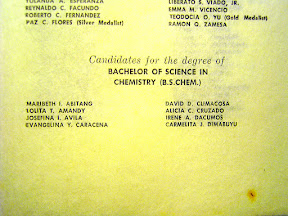 YOLANDA A. ESPERANZA
REYNALDO C. FACUNDO
ROBERTO C. FERNANDEZ
PAZ C. FLORES (Silver Medalist)
LIBERATO S. VIADO, JR.
EMMA M. VICENCIO
TEODOCIA O. YU (Gold Medalist)
RAMON O. ZAMESA
Candidates for the degree of
BACHELOR OF SCIENCE IN
CHEMISTRY (B.S.CHEM.)
MARIBETH I. ABITANG
LOLITA T. AMANDY
JOSEFINA I. AVILA
EVANGELINA Y. CARACENA
DAVID D. CLIMACOSA
ALICIA C. CRUZADO
IRENE A. DACUMOS
CARMELITA J. DIMABUYU